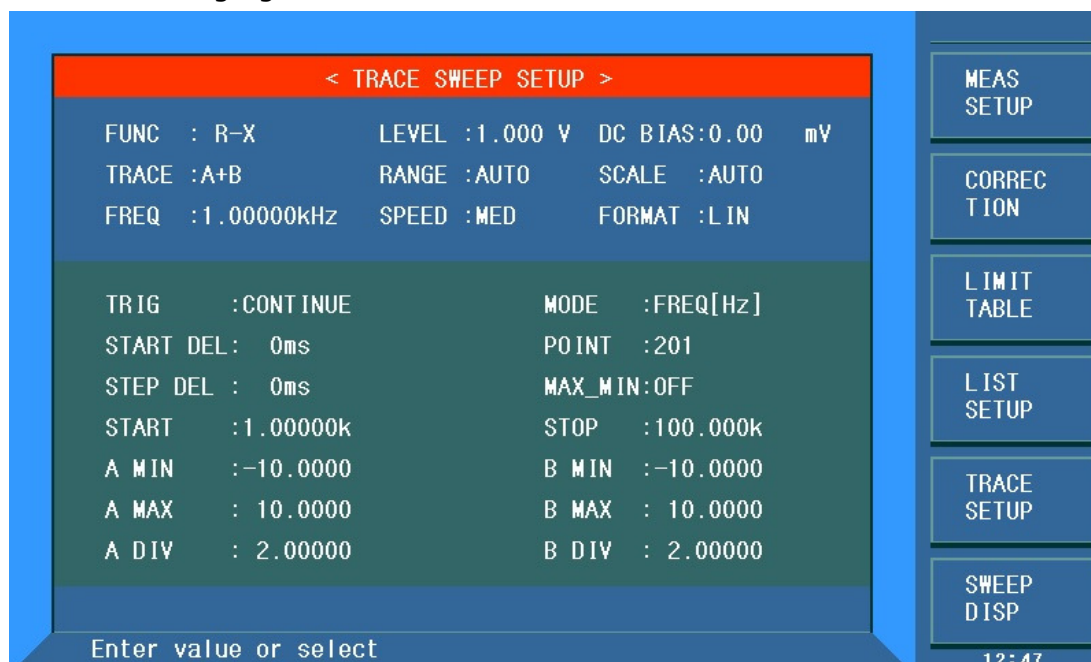 < TRACE SWEEP SETUP >
FUNC : R-X LEVEL :1.000 V DC BIAS:0.00 mV
TRACE :A+B RANGE :AUTO SCALE :AUTO
FREQ :1.00000kHz SPEED :MED FORMAT :LIN
TRIG :CONTINUE MODE :FREQ[Hz]
START DEL: 0ms POINT :201
STEP DEL : 0ms MAX_MIN:OFF
START :1.00000k STOP :100.000k
A MIN :-10.0000 B MIN :-10.0000
A MAX : 10.0000 B MAX : 10.0000
A DIV : 2.00000 B DIV : 2.00000
Enter value or select
MEAS
SETUP
CORREC
TION
LIMIT
TABLE
LIST
SETUP
TRACE
SETUP
SWEEP
DISP
12:47